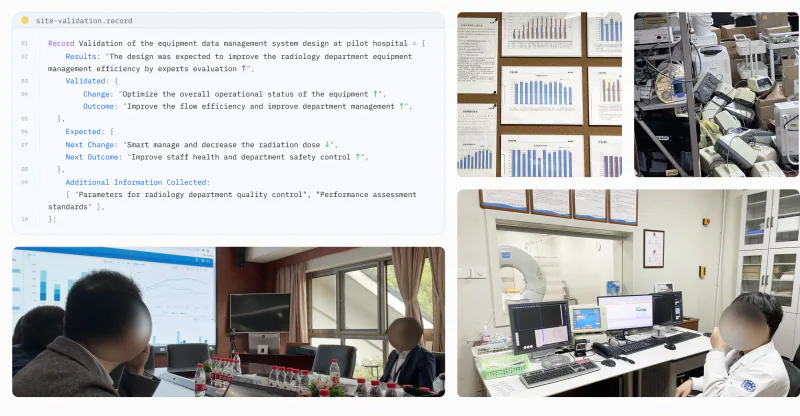 site-validation.record
01 Record Validation of the equipment data management system design at pilot hospital = {
02 Results: "The design was expected to improve the radiology department equipment
management efficiency by experts evaluation ↑",
03 Validated: {
04 Change: "Optimize the overall operational status of the equipment ↑",
Outcome: "Improve the flow efficiency and improve department management ↑",
05 },
06 Expected: {
07 Next Change: "Smart manage and decrease the radiation dose ↓",
Next Outcome: "Improve staff health and department safety control ↑",
08 },
09 Additional Information Collected:
[ "Parameters for radiology department quality control", "Performance assessment
standards" ],
10 };